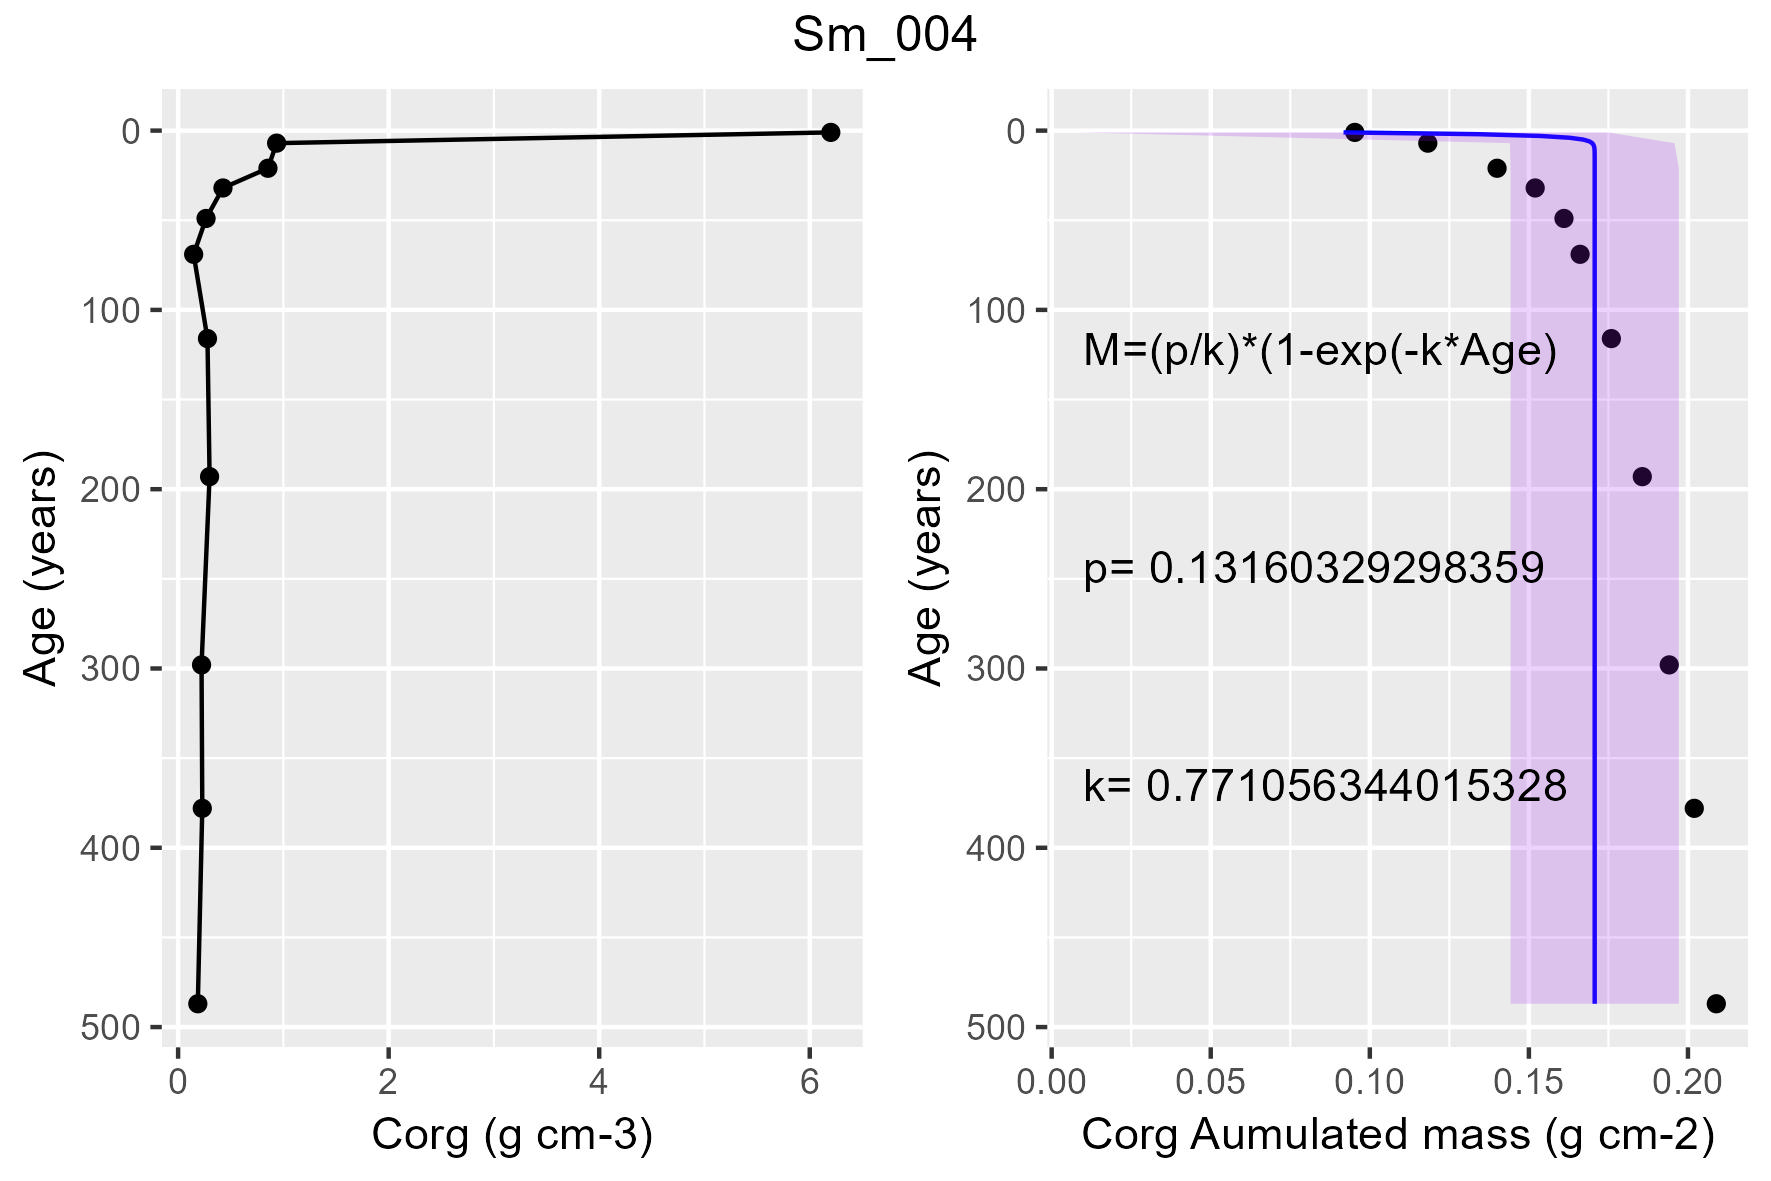 Sm_004
0
100
200
300
400
500
Age (years)
0 2 4 6
Corg (g cm-3)
0
100
200
300
400
500
Age (years)
M=(p/k)*(1-exp(-k*Age)
p= 0.13160329298359
k= 0.771056344015328
0.00 0.05 0.10 0.15 0.20
Corg Aumulated mass (g cm-2)